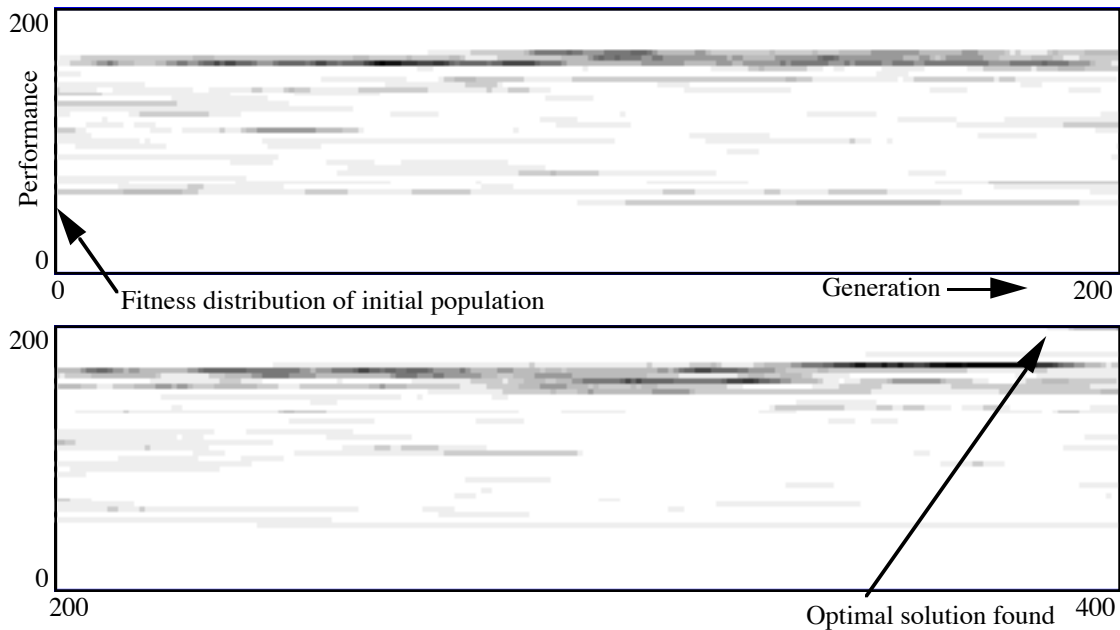 200
Performance
0
0
Fitness distribution of initial population
Generation
200
200
0
200
Optimal solution found
400